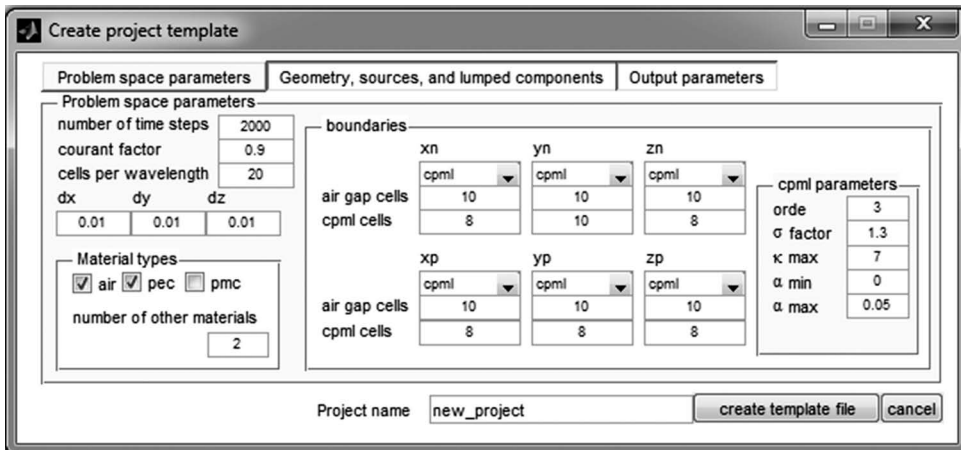 Create project template
Problem space parameters Geometry, sources, and lumped components Output parameters
Problem space parameters
number of time steps 2000
courant factor 0.9
cells per wavelength 20
dx dy dz
0.01 0.01 0.01
Material types
air pec pmc
number of other materials
2
boundaries
xn yn zn
cpml cpml cpml
air gap cells 10 10 10
cpml cells 8 10 8
xp yp zp
cpml cpml cpml
air gap cells 10 10 10
cpml cells 8 8 8
cpml parameters
orde 3
σ factor 1.3
κ max 7
α min 0
α max 0.05
Project name new_project create template file cancel